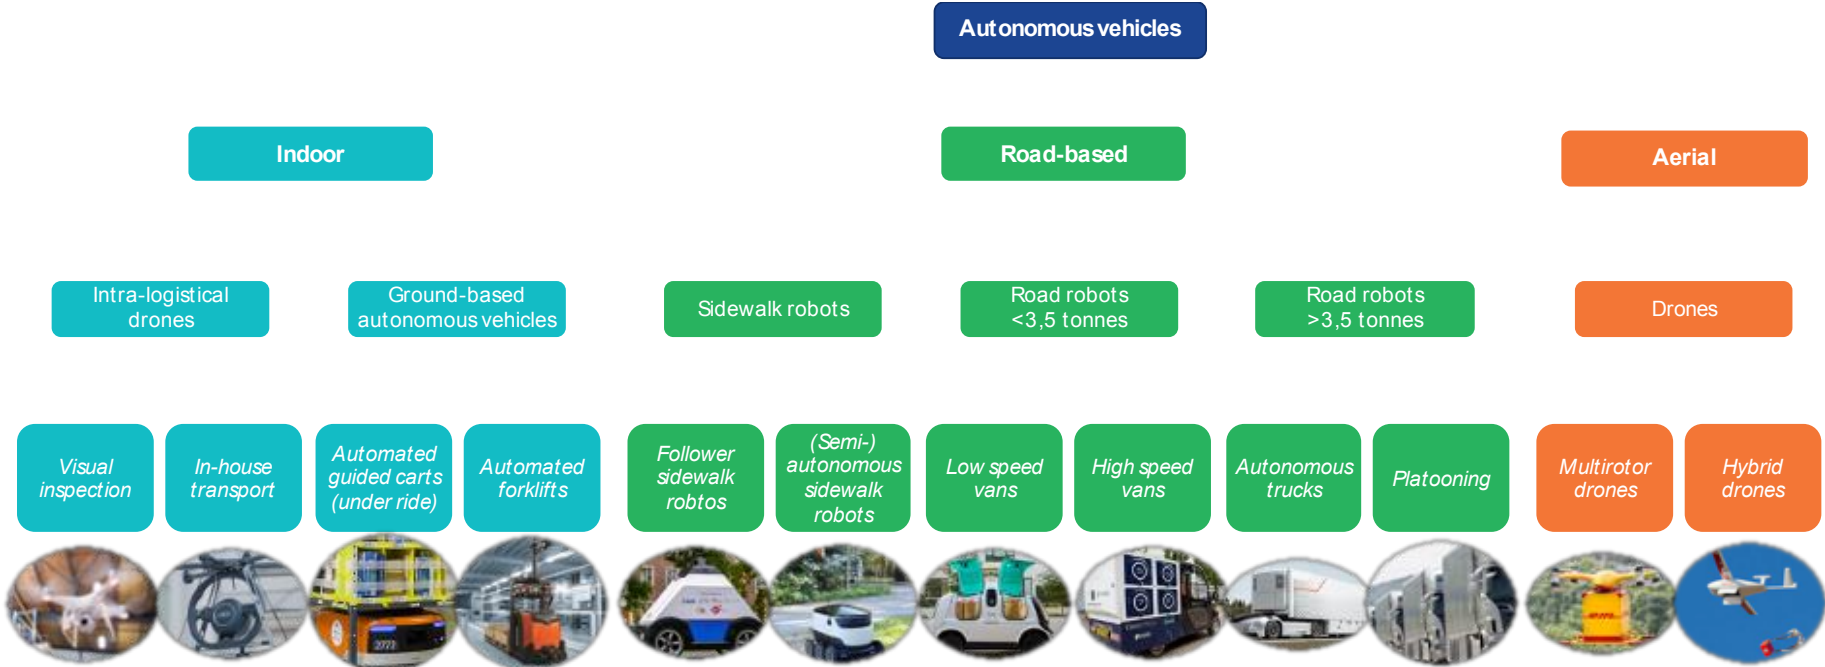 Autonomous vehicles
Indoor
Road-based
Aerial
Intra-logistical
drones
Ground-based
autonomous vehicles
Sidewalk robots
Road robots
<3,5 tonnes
Road robots
>3,5 tonnes
Drones
Visual
inspection
In-house
transport
Automated
guided carts
(under ride)
Automated
forklifts
Follower
sidewalk
robtos
(Semi-)
autonomous
sidewalk
robots
Low speed
vans
High speed
vans
Autonomous
trucks
Platooning
Multirotor
drones
Hybrid
drones